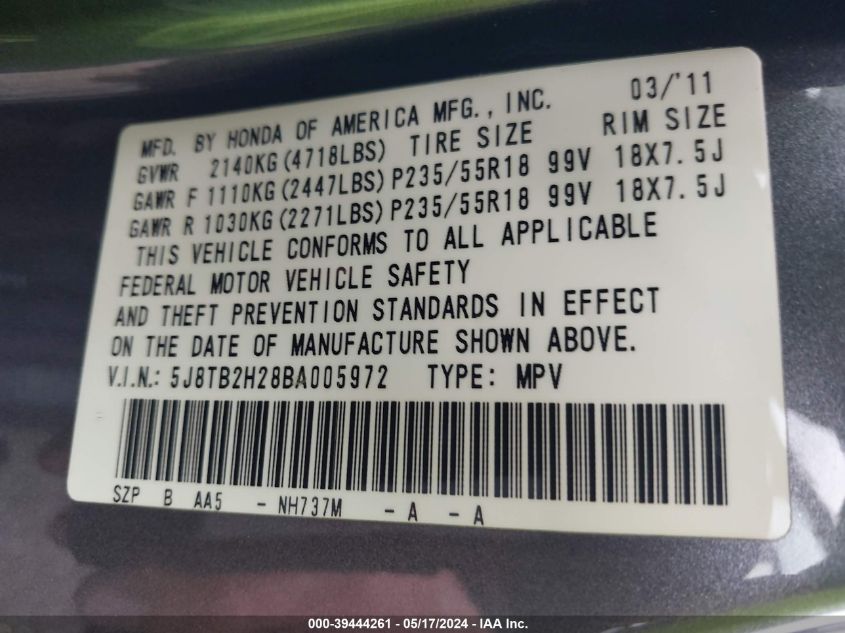 03/'11
MFD. BY HONDA OF AMERICA MFG., INC.
GVWR 2140KG(4718LBS) TIRE SIZE RIM SIZE
GAWR F 1110KG(2447LBS) P235/55R18 99V 18X7.5J
GAWR R 1030KG(2271LBS) P235/55R18 99V 18X7.5J
THIS VEHICLE CONFORMS TO ALL APPLICABLE
FEDERAL MOTOR VEHICLE SAFETY
AND THEFT PREVENTION STANDARDS IN EFFECT
ON THE DATE OF MANUFACTURE SHOWN ABOVE.
V.I.N.: 5J8TB2H28BA005972 TYPE: MPV
SZP B AA5 - NH737M - A - A
000-39444261 - 05/17/2024 - IAA Inc.